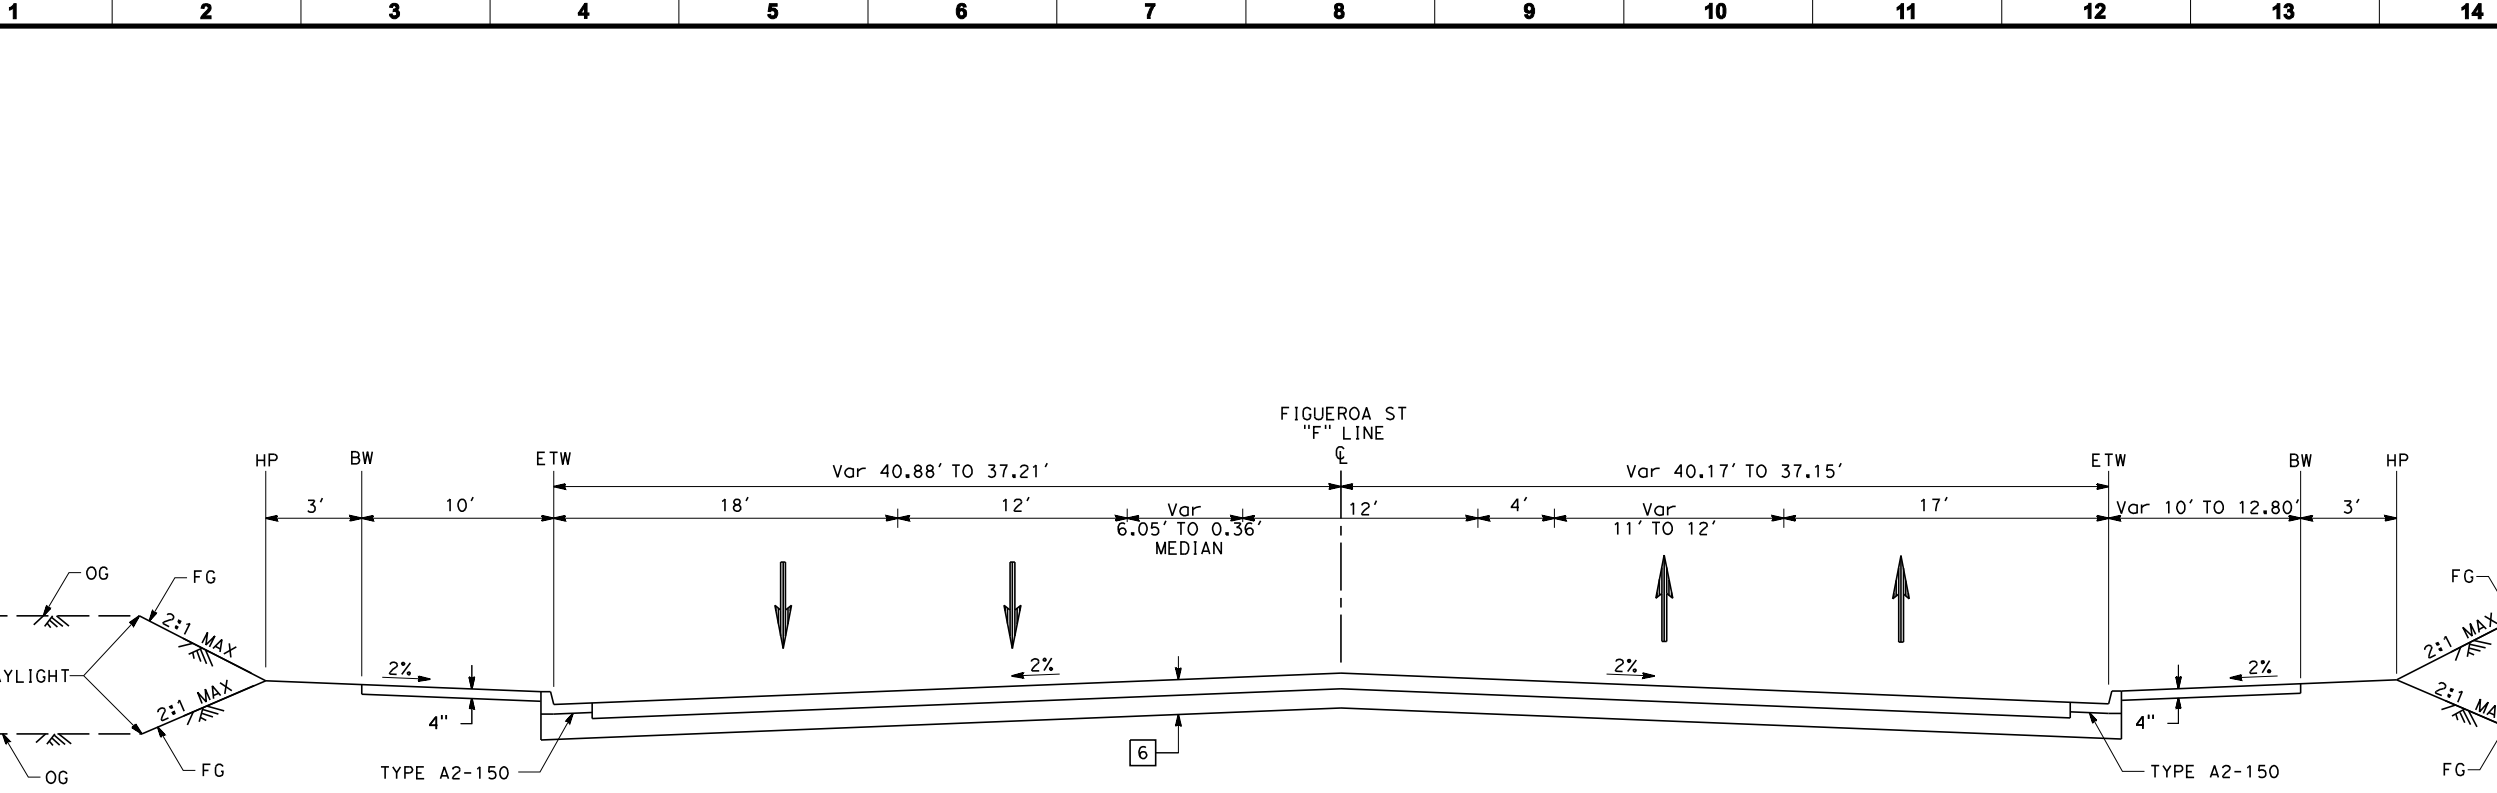 1 2 3 4 5 6 7 8 9 10 11 12 13 14
FIGUEROA ST
"F" LINE
℄
HP BW ETW Var 40.88' TO 37.21' Var 40.17' TO 37.15' ETW BW HP
3' 10' 18' 12' Var 12' 4' Var 17' Var 10' TO 12.80' 3'
6.05' TO 0.36' 11' TO 12'
MEDIAN
OG FG FG
2:1 MAX 2:1 MAX
2% 2% 2% 2%
YLIGHT
2:1 MAX 2:1 MA
4" 4"
6
OG FG TYPE A2-150 TYPE A2-150 FG